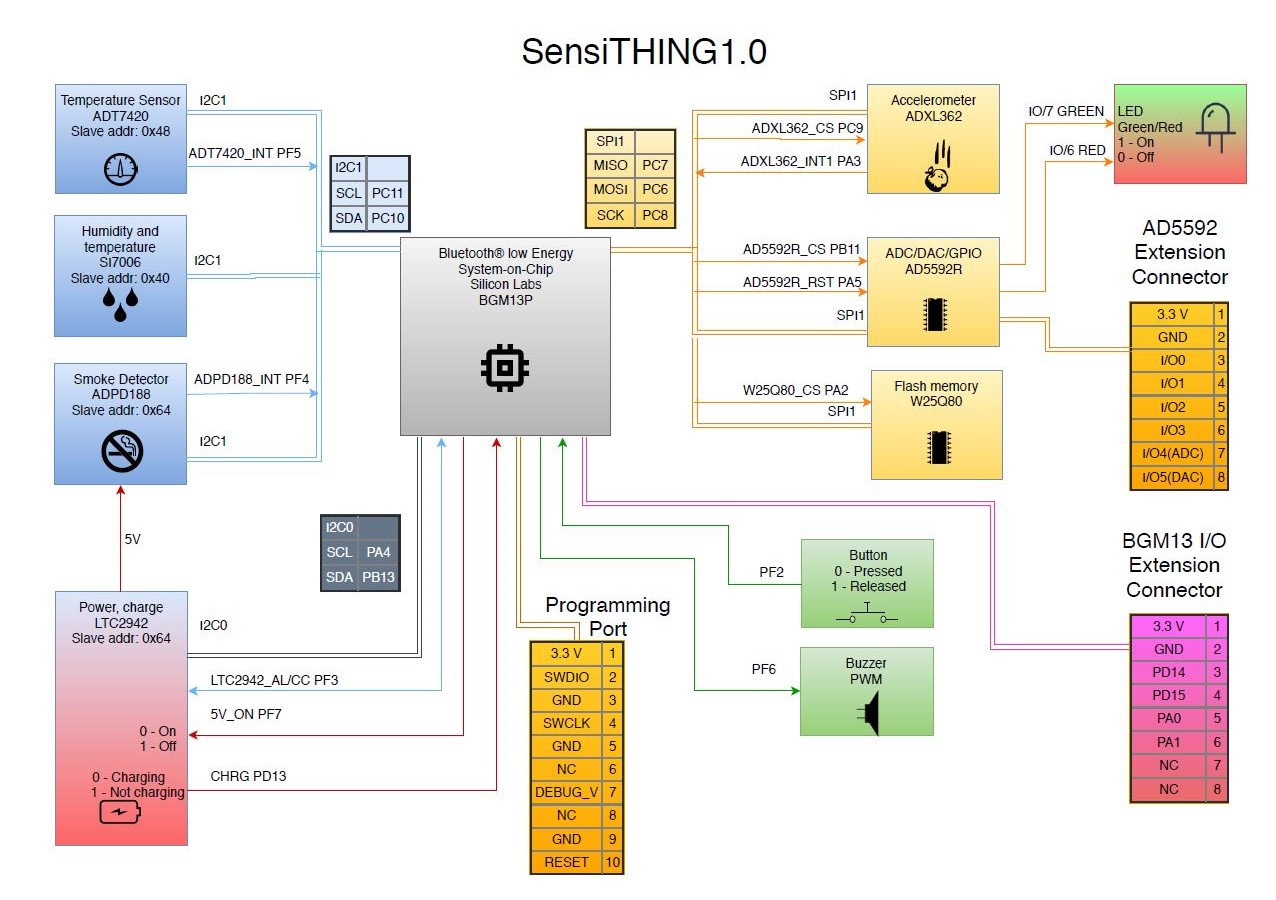 SensiTHING1.0
Temperature Sensor
ADT7420
Slave addr: 0x48
I2C1
ADT7420_INT PF5
Humidity and
temperature
SI7006
Slave addr: 0x40
I2C1
Smoke Detector
ADPD188
Slave addr: 0x64
ADPD188_INT PF4
I2C1
5V
Power, charge
LTC2942
Slave addr: 0x64
0 - On
1 - Off
0 - Charging
1 - Not charging
I2C0
LTC2942_AL/CC PF3
5V_ON PF7
CHRG PD13
I2C1
SCL PC11
SDA PC10
I2C0
SCL PA4
SDA PB13
Bluetooth® low Energy
System-on-Chip
Silicon Labs
BGM13P
SPI1
MISO PC7
MOSI PC6
SCK PC8
SPI1
ADXL362_CS PC9
ADXL362_INT1 PA3
Accelerometer
ADXL362
AD5592R_CS PB11
AD5592R_RST PA5
SPI1
ADC/DAC/GPIO
AD5592R
W25Q80_CS PA2
SPI1
Flash memory
W25Q80
IO/7 GREEN
IO/6 RED
LED
Green/Red
1 - On
0 - Off
AD5592
Extension
Connector
3.3 V 1
GND 2
I/O0 3
I/O1 4
I/O2 5
I/O3 6
I/O4(ADC) 7
I/O5(DAC) 8
PF2
Button
0 - Pressed
1 - Released
PF6
Buzzer
PWM
Programming
Port
3.3 V 1
SWDIO 2
GND 3
SWCLK 4
GND 5
NC 6
DEBUG_V 7
NC 8
GND 9
RESET 10
BGM13 I/O
Extension
Connector
3.3 V 1
GND 2
PD14 3
PD15 4
PA0 5
PA1 6
NC 7
NC 8